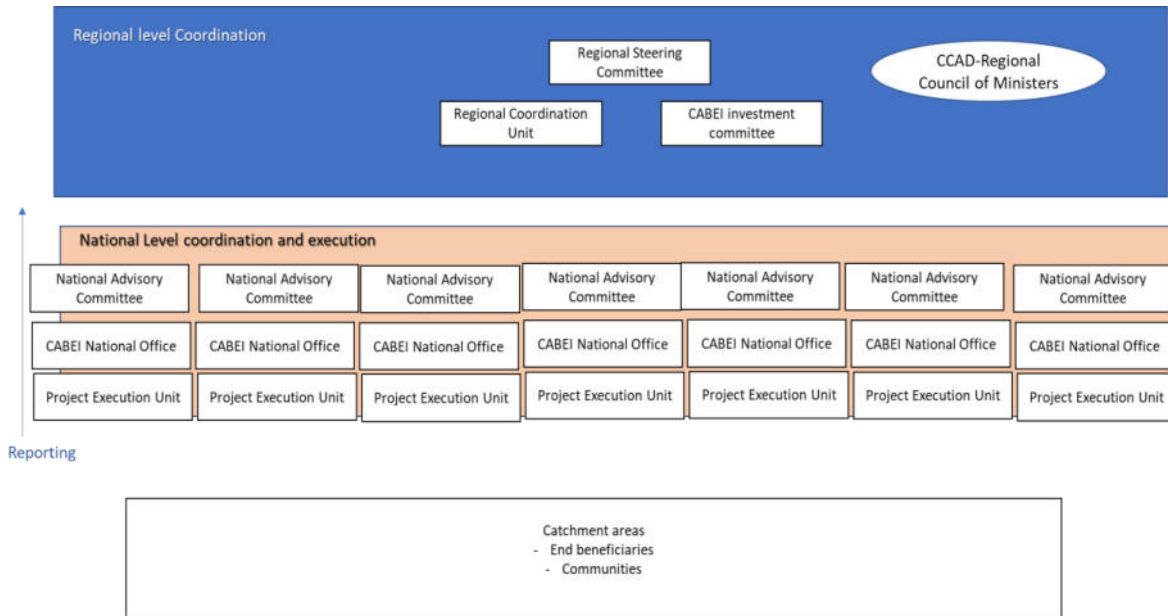 Regional level Coordination
Regional Steering
Committee
CCAD-Regional
Council of Ministers
Regional Coordination
Unit
CABEI investment
committee
National Level coordination and execution
National Advisory
Committee
National Advisory
Committee
National Advisory
Committee
National Advisory
Committee
National Advisory
Committee
National Advisory
Committee
National Advisory
Committee
CABEI National Office
CABEI National Office
CABEI National Office
CABEI National Office
CABEI National Office
CABEI National Office
CABEI National Office
Project Execution Unit
Project Execution Unit
Project Execution Unit
Project Execution Unit
Project Execution Unit
Project Execution Unit
Project Execution Unit
Reporting
Catchment areas
- End beneficiaries
- Communities